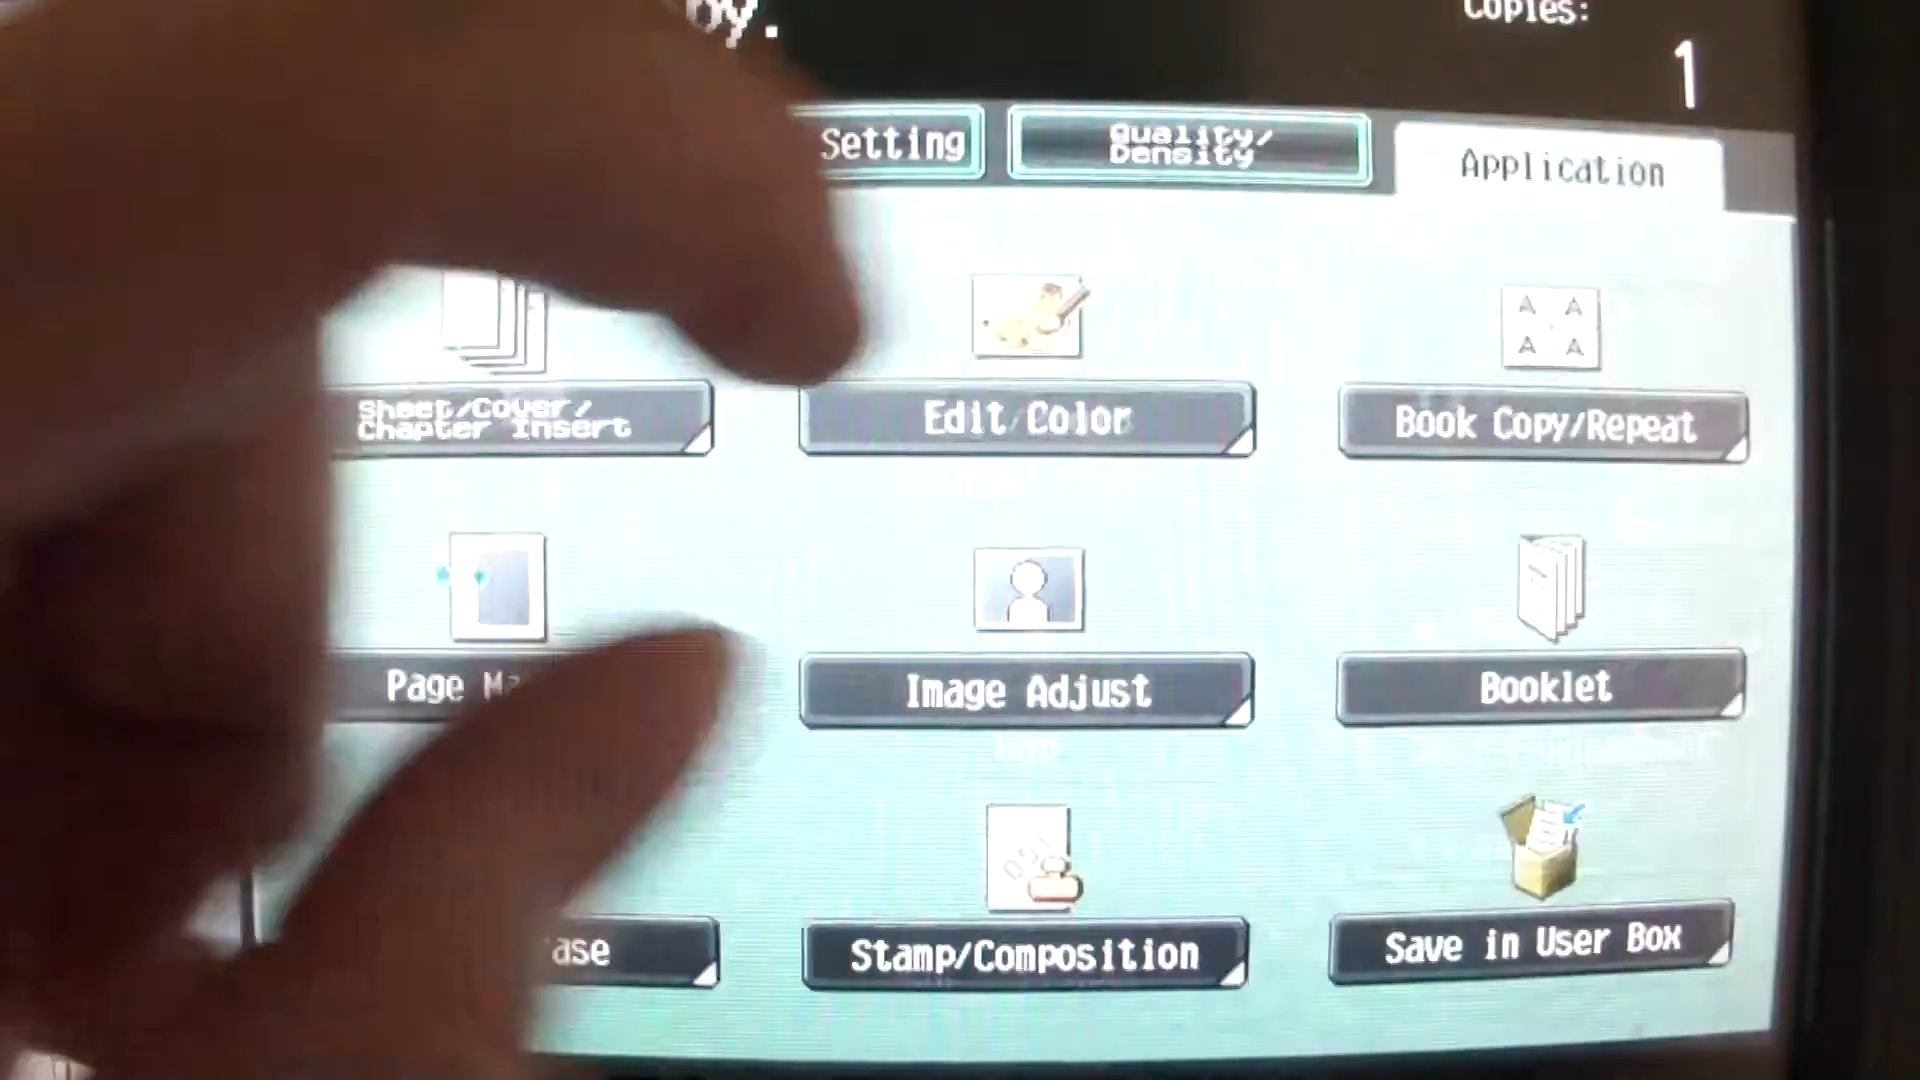 Copies:
1
Setting
Quality/
Density
Application
Sheet/Cover/
Chapter Insert
Edit Color
Book Copy/Repeat
Page
Image Adjust
Booklet
Stamp/Composition
Save in User Box